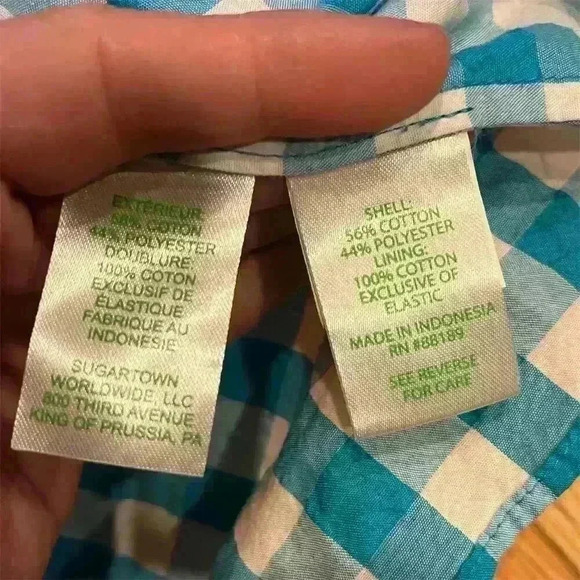 EXTÉRIEUR:
56% COTON
44% POLYESTER
DOUBLURE:
100% COTON
EXCLUSIF DE
ÉLASTIQUE
FABRIQUE AU
INDONESIE
SUGARTOWN
WORLDWIDE, LLC
800 THIRD AVENUE
KING OF PRUSSIA, PA
SHELL:
56% COTTON
44% POLYESTER
LINING:
100% COTTON
EXCLUSIVE OF
ELASTIC
MADE IN INDONESIA
RN #88189
SEE REVERSE
FOR CARE